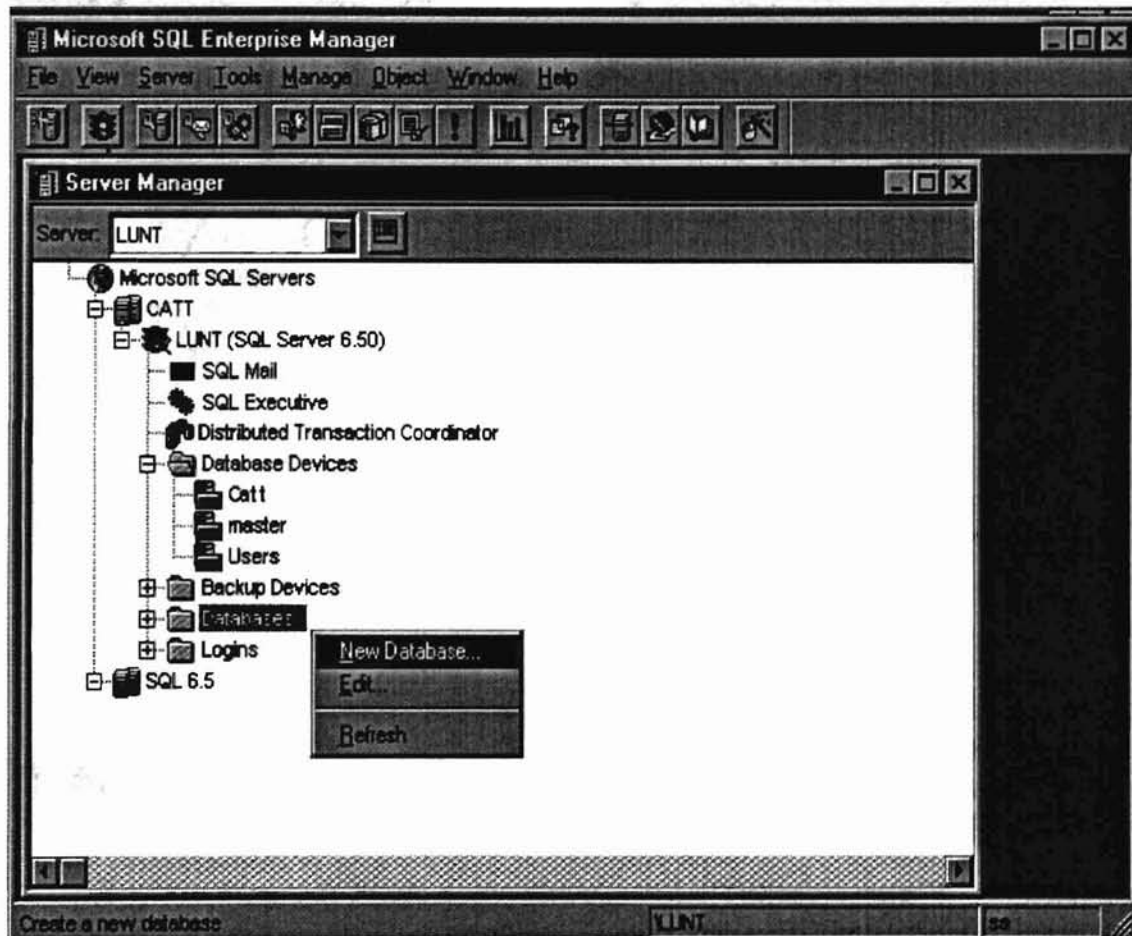 Microsoft SQL Enterprise Manager
File View Server Tools Manage Object Window Help
Server Manager
Server: LUNT
Microsoft SQL Servers
CATT
LUNT (SQL Server 6.50)
SQL Mail
SQL Executive
Distributed Transaction Coordinator
Database Devices
Catt
master
Users
Backup Devices
Databases
Logins
New Database...
SQL 6.5
Edit...
Refresh
Create a new database
\LUNT
sa